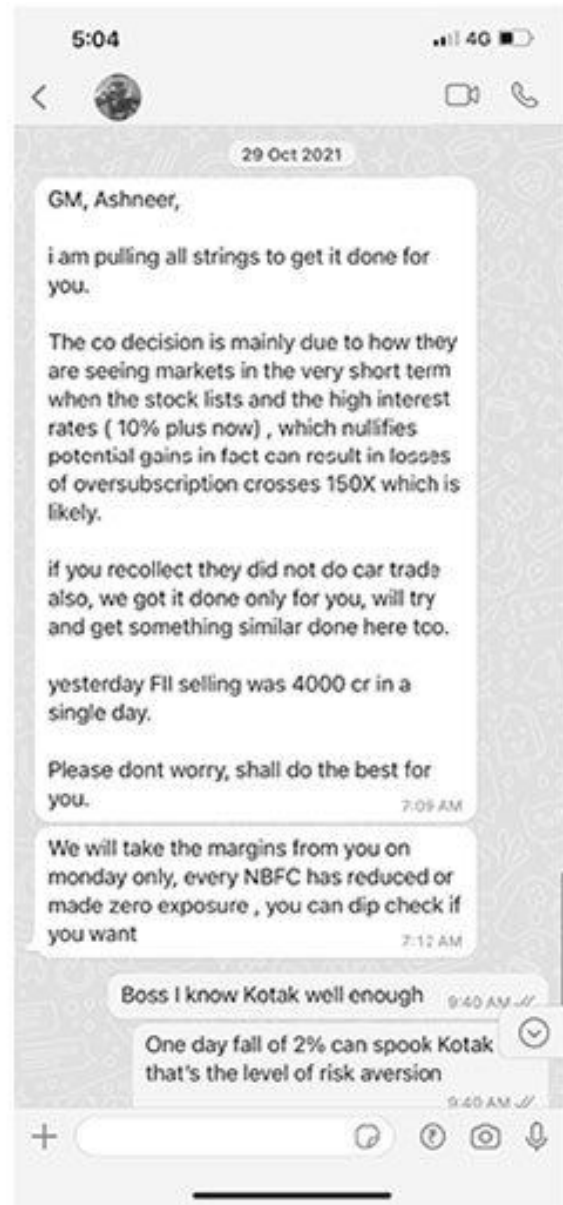 5:04
4G
29 Oct 2021
GM, Ashneer,
i am pulling all strings to get it done for
you.
The co decision is mainly due to how they
are seeing markets in the very short term
when the stock lists and the high interest
rates ( 10% plus now) , which nullifies
potential gains in fact can result in losses
of oversubscription crosses 150X which is
likely.
if you recollect they did not do car trade
also, we got it done only for you, will try
and get something similar done here too.
yesterday FII selling was 4000 cr in a
single day.
Please dont worry, shall do the best for
you.
7:09 AM
We will take the margins from you on
monday only, every NBFC has reduced or
made zero exposure , you can dip check if
you want
7:12 AM
Boss I know Kotak well enough
9:40 AM
One day fall of 2% can spook Kotak
that's the level of risk aversion
9:40 AM